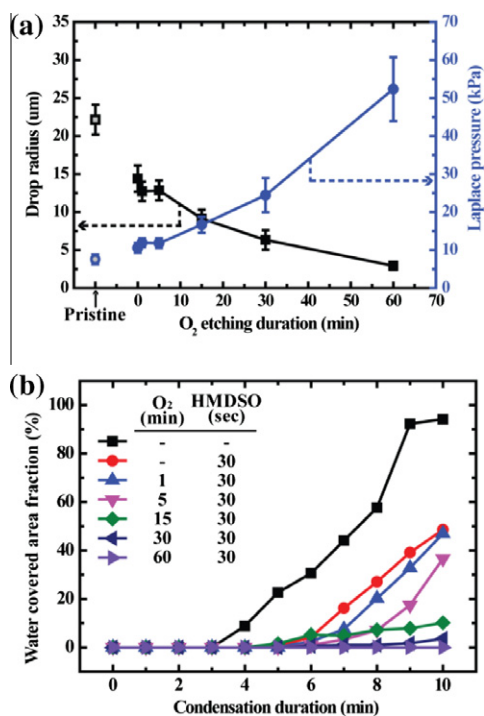 (a)
35
30
25
20
15
10
5
0
Drop radius (um)
70
60
50
40
30
20
10
0
Laplace pressure (kPa)
0 10 20 30 40 50 60 70
Pristine
O2 etching duration (min)
(b)
100
80
60
40
20
0
Water covered area fraction (%)
O2 HMDSO
(min) (sec)
- -
- 30
1 30
5 30
15 30
30 30
60 30
0 2 4 6 8 10
Condensation duration (min)